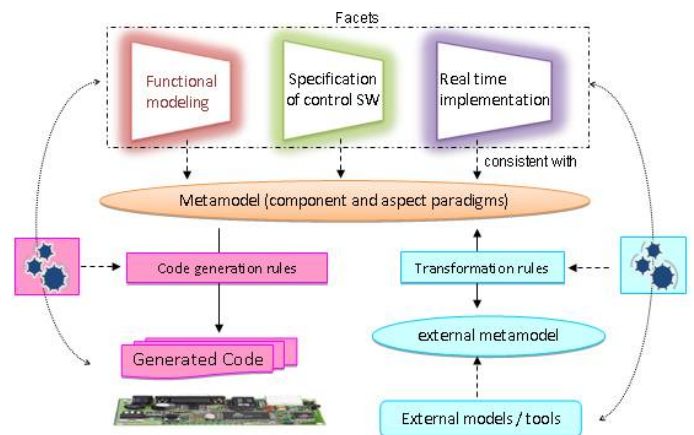 Facets
Functional
modeling
Specification
of control SW
Real time
implementation
consistent with
Metamodel (component and aspect paradigms)
Code generation rules
Transformation rules
external metamodel
Generated Code
External models / tools